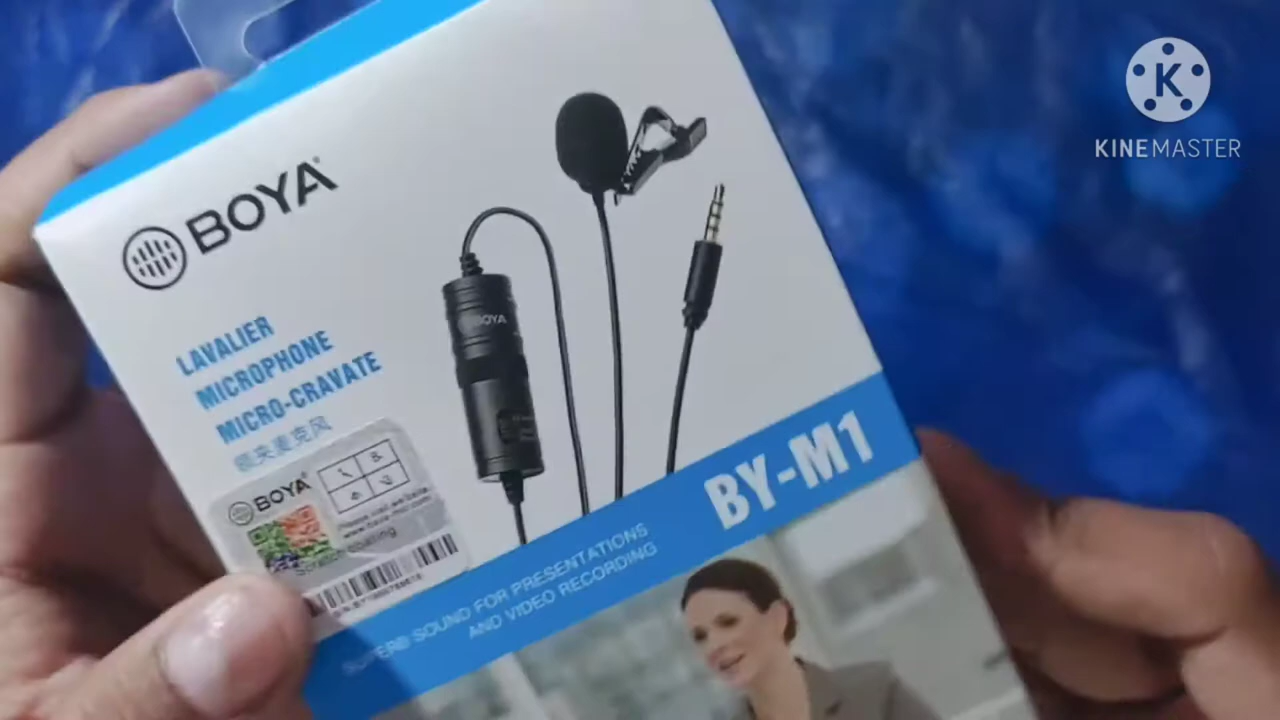 BOYA
LAVALIER
MICROPHONE
MICRO-CRAVATE
领夹麦克风
BOYA
BOYA
BY-M1
SUPERB SOUND FOR PRESENTATIONS
AND VIDEO RECORDING
K
KINEMASTER